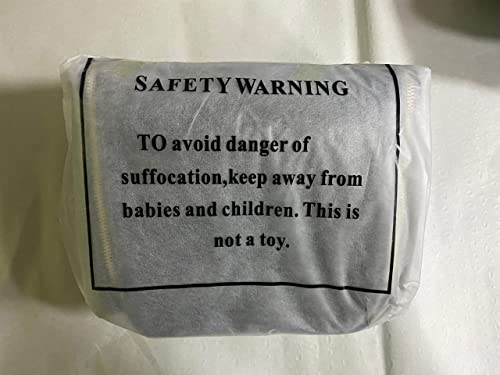 SAFETY WARNING
TO avoid danger of
suffocation,keep away from
babies and children. This is
not a toy.